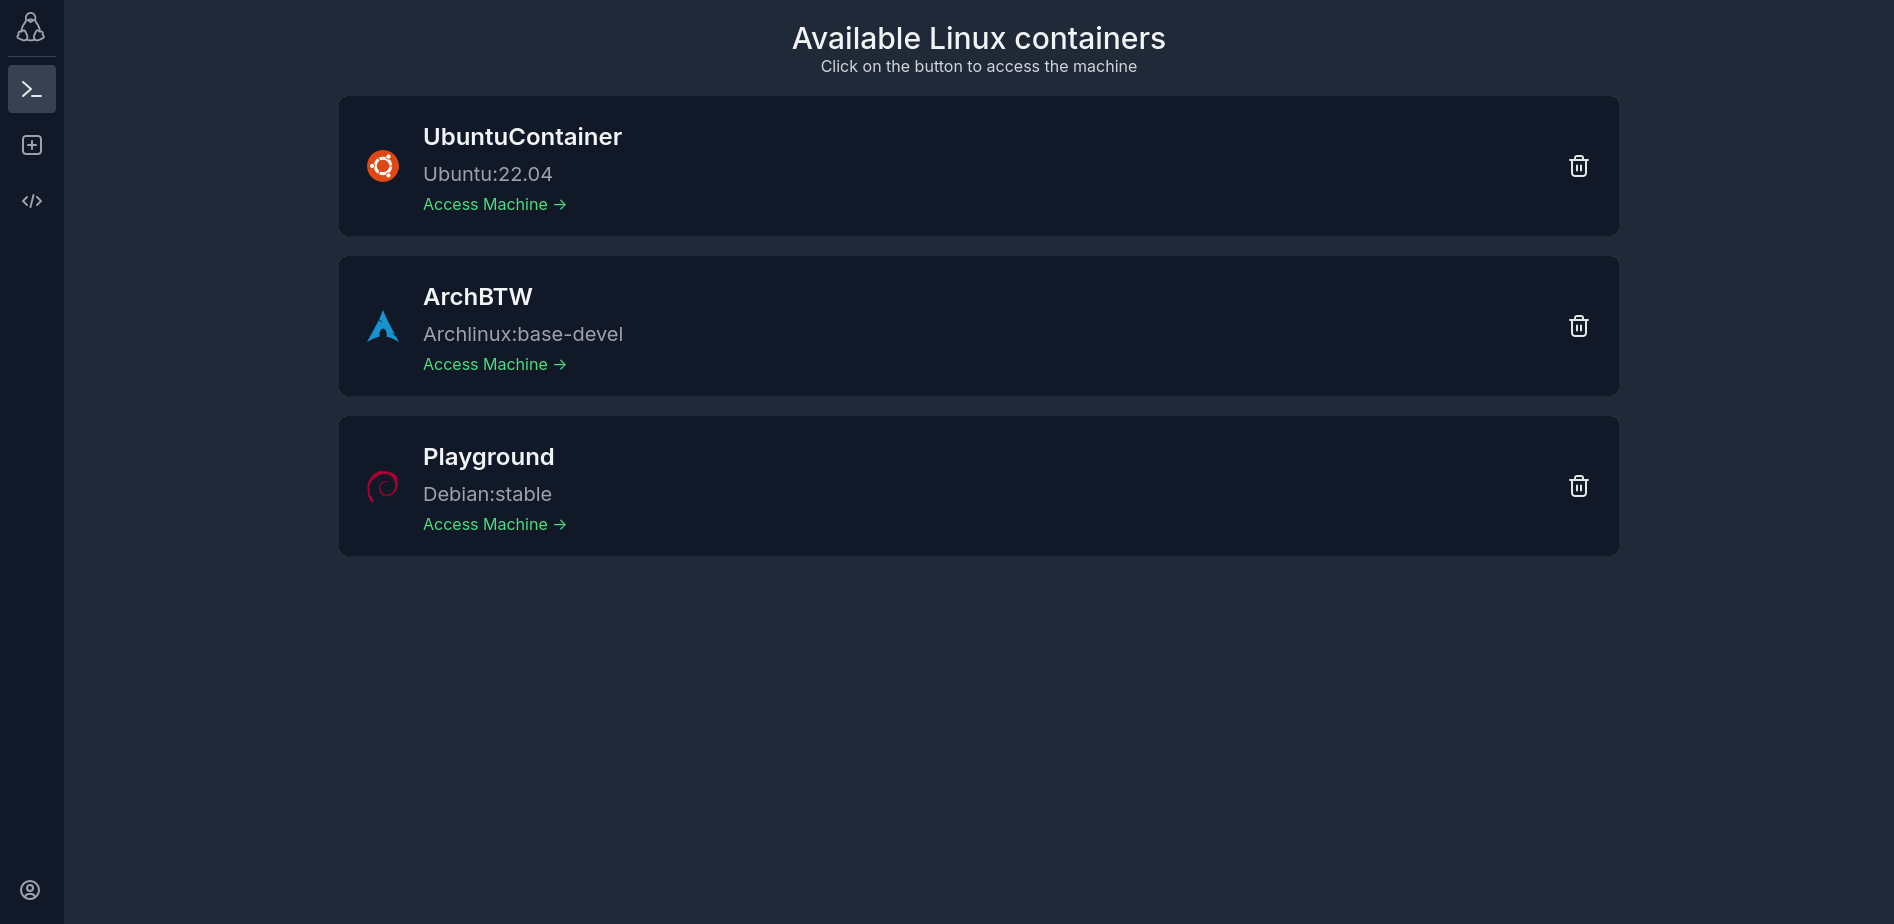 Available Linux containers
Click on the button to access the machine
UbuntuContainer
Ubuntu:22.04
Access Machine →
ArchBTW
Archlinux:base-devel
Access Machine →
Playground
Debian:stable
Access Machine →